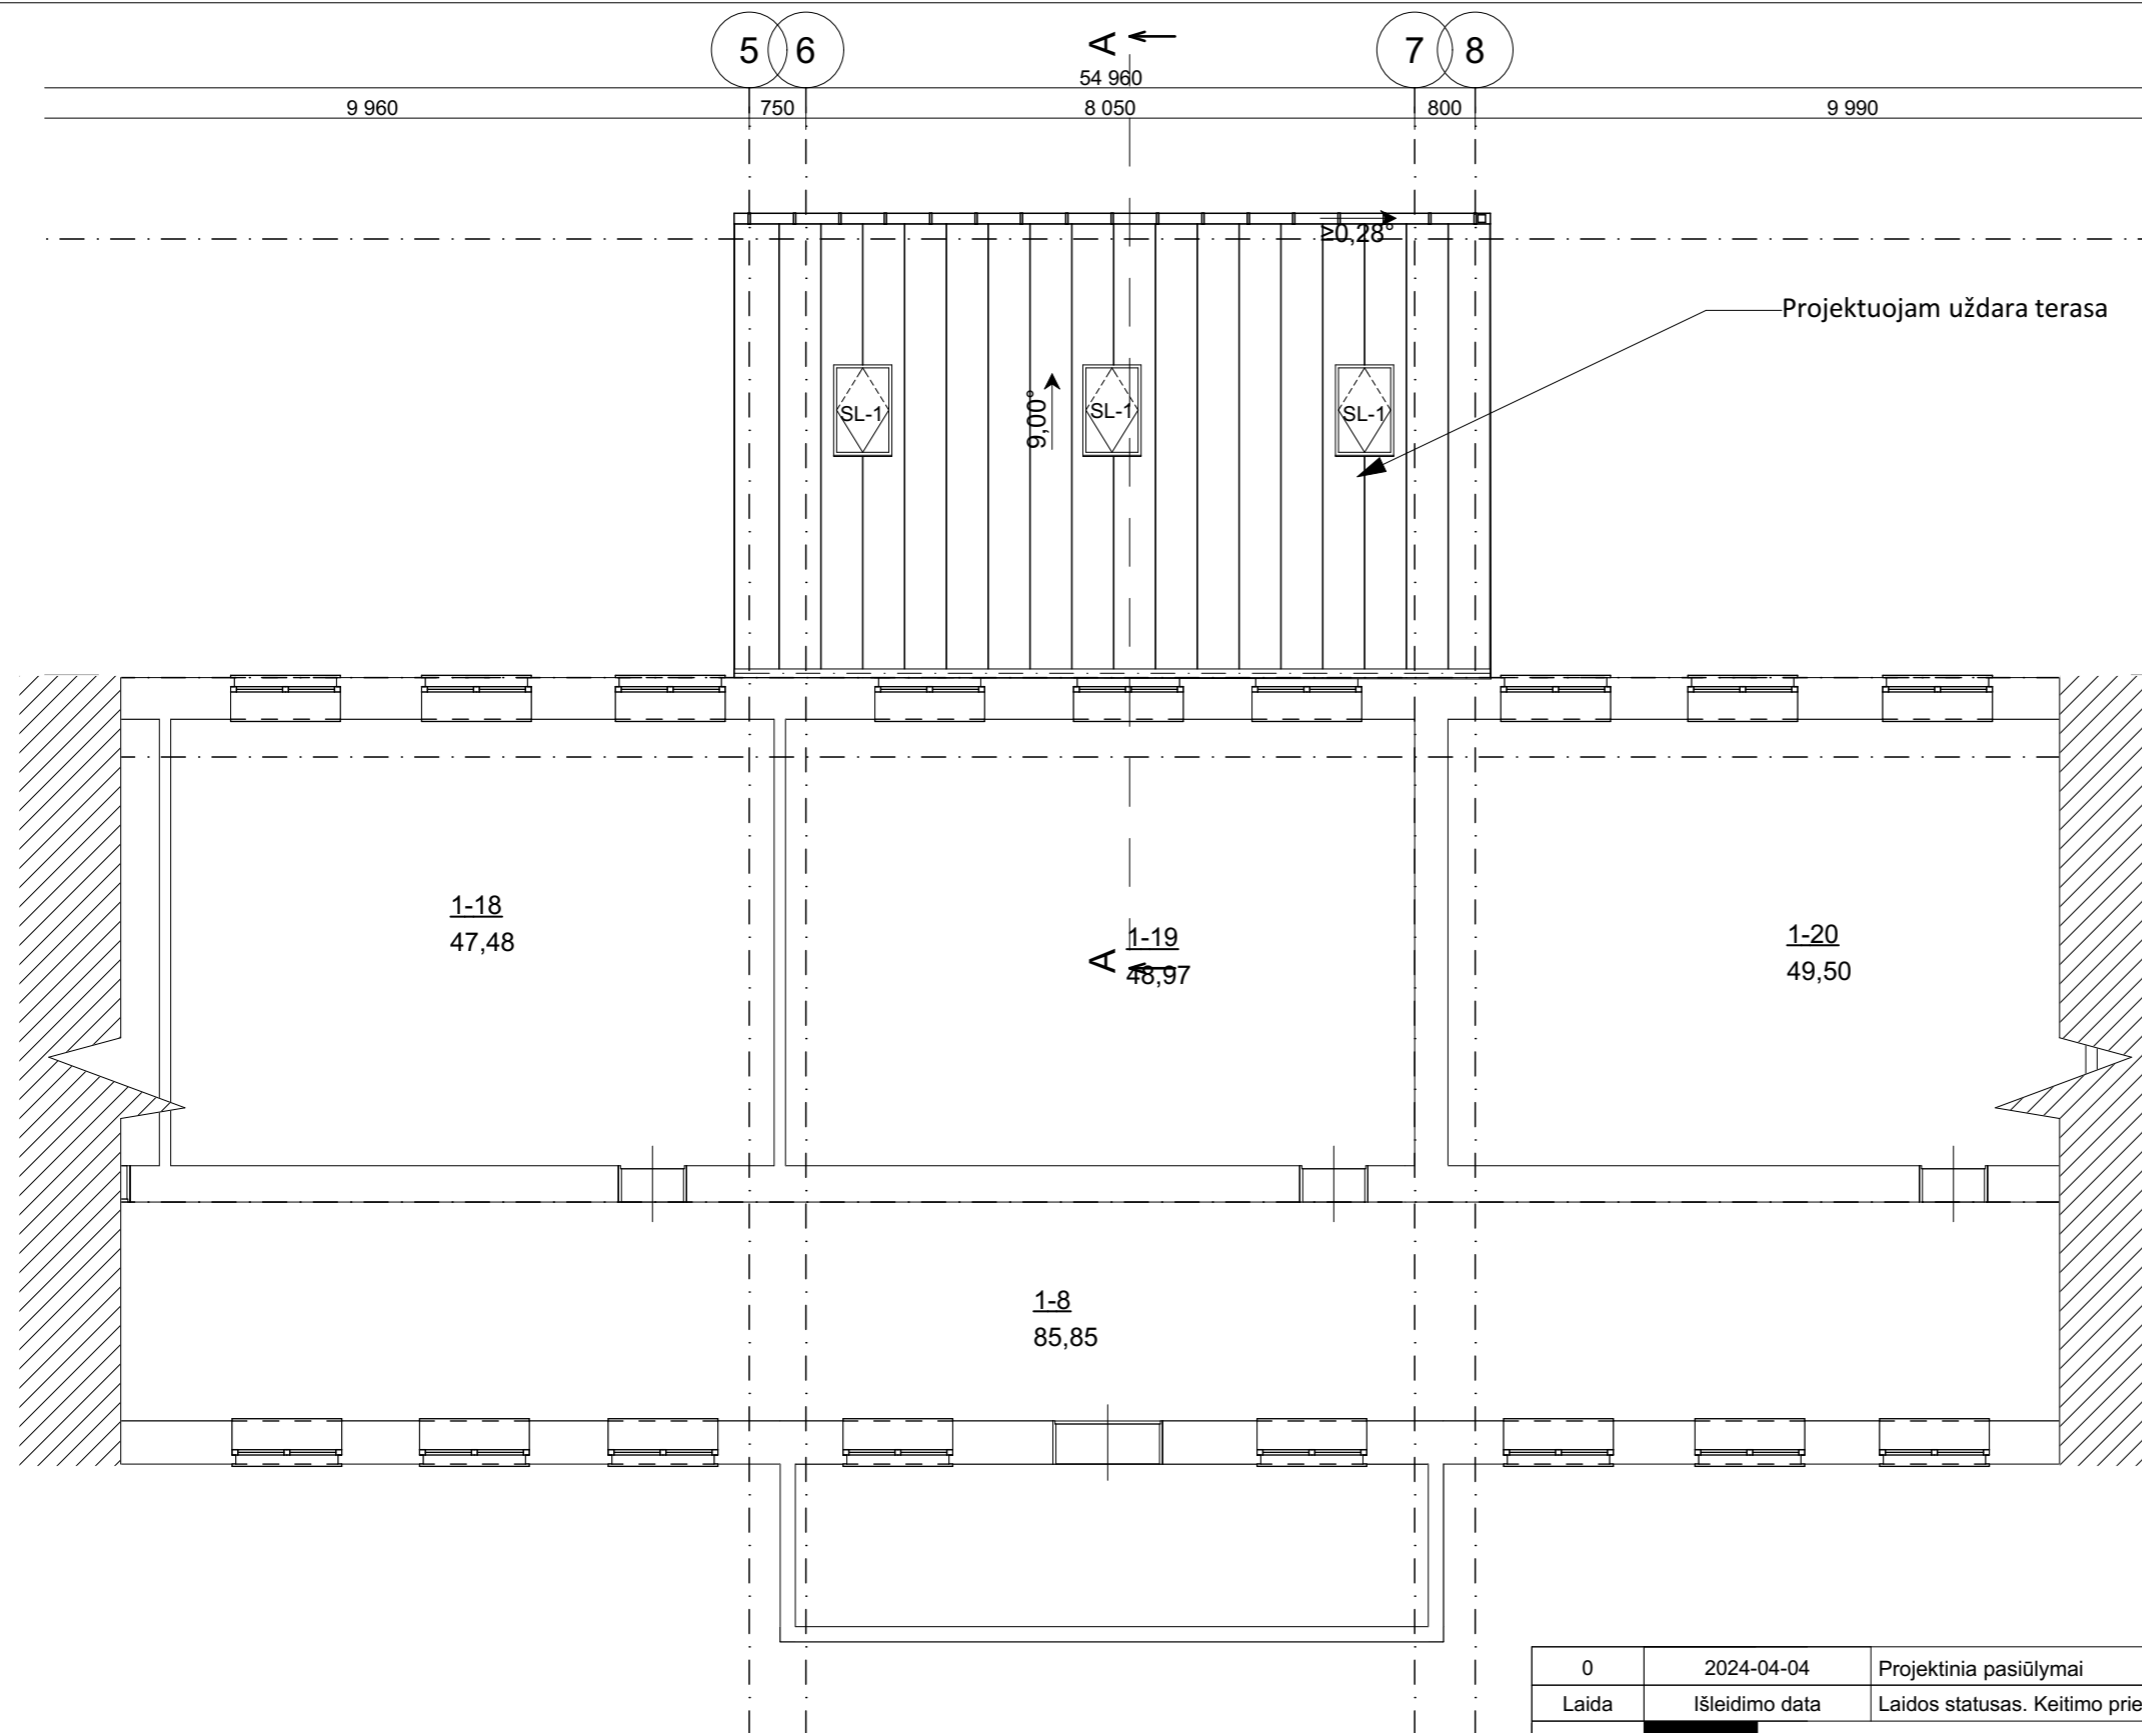 5 6 A 7 8
54 960
9 960 750 8 050 800 9 990
≥0,28°
Projektuojam uždara terasa
9,00°
SL-1 SL-1 SL-1
1-18
47,48
1-19
A 48,97
1-20
49,50
1-8
85,85
0 2024-04-04 Projektinia pasiūlymai
Laida Išleidimo data Laidos statusas. Keitimo prie